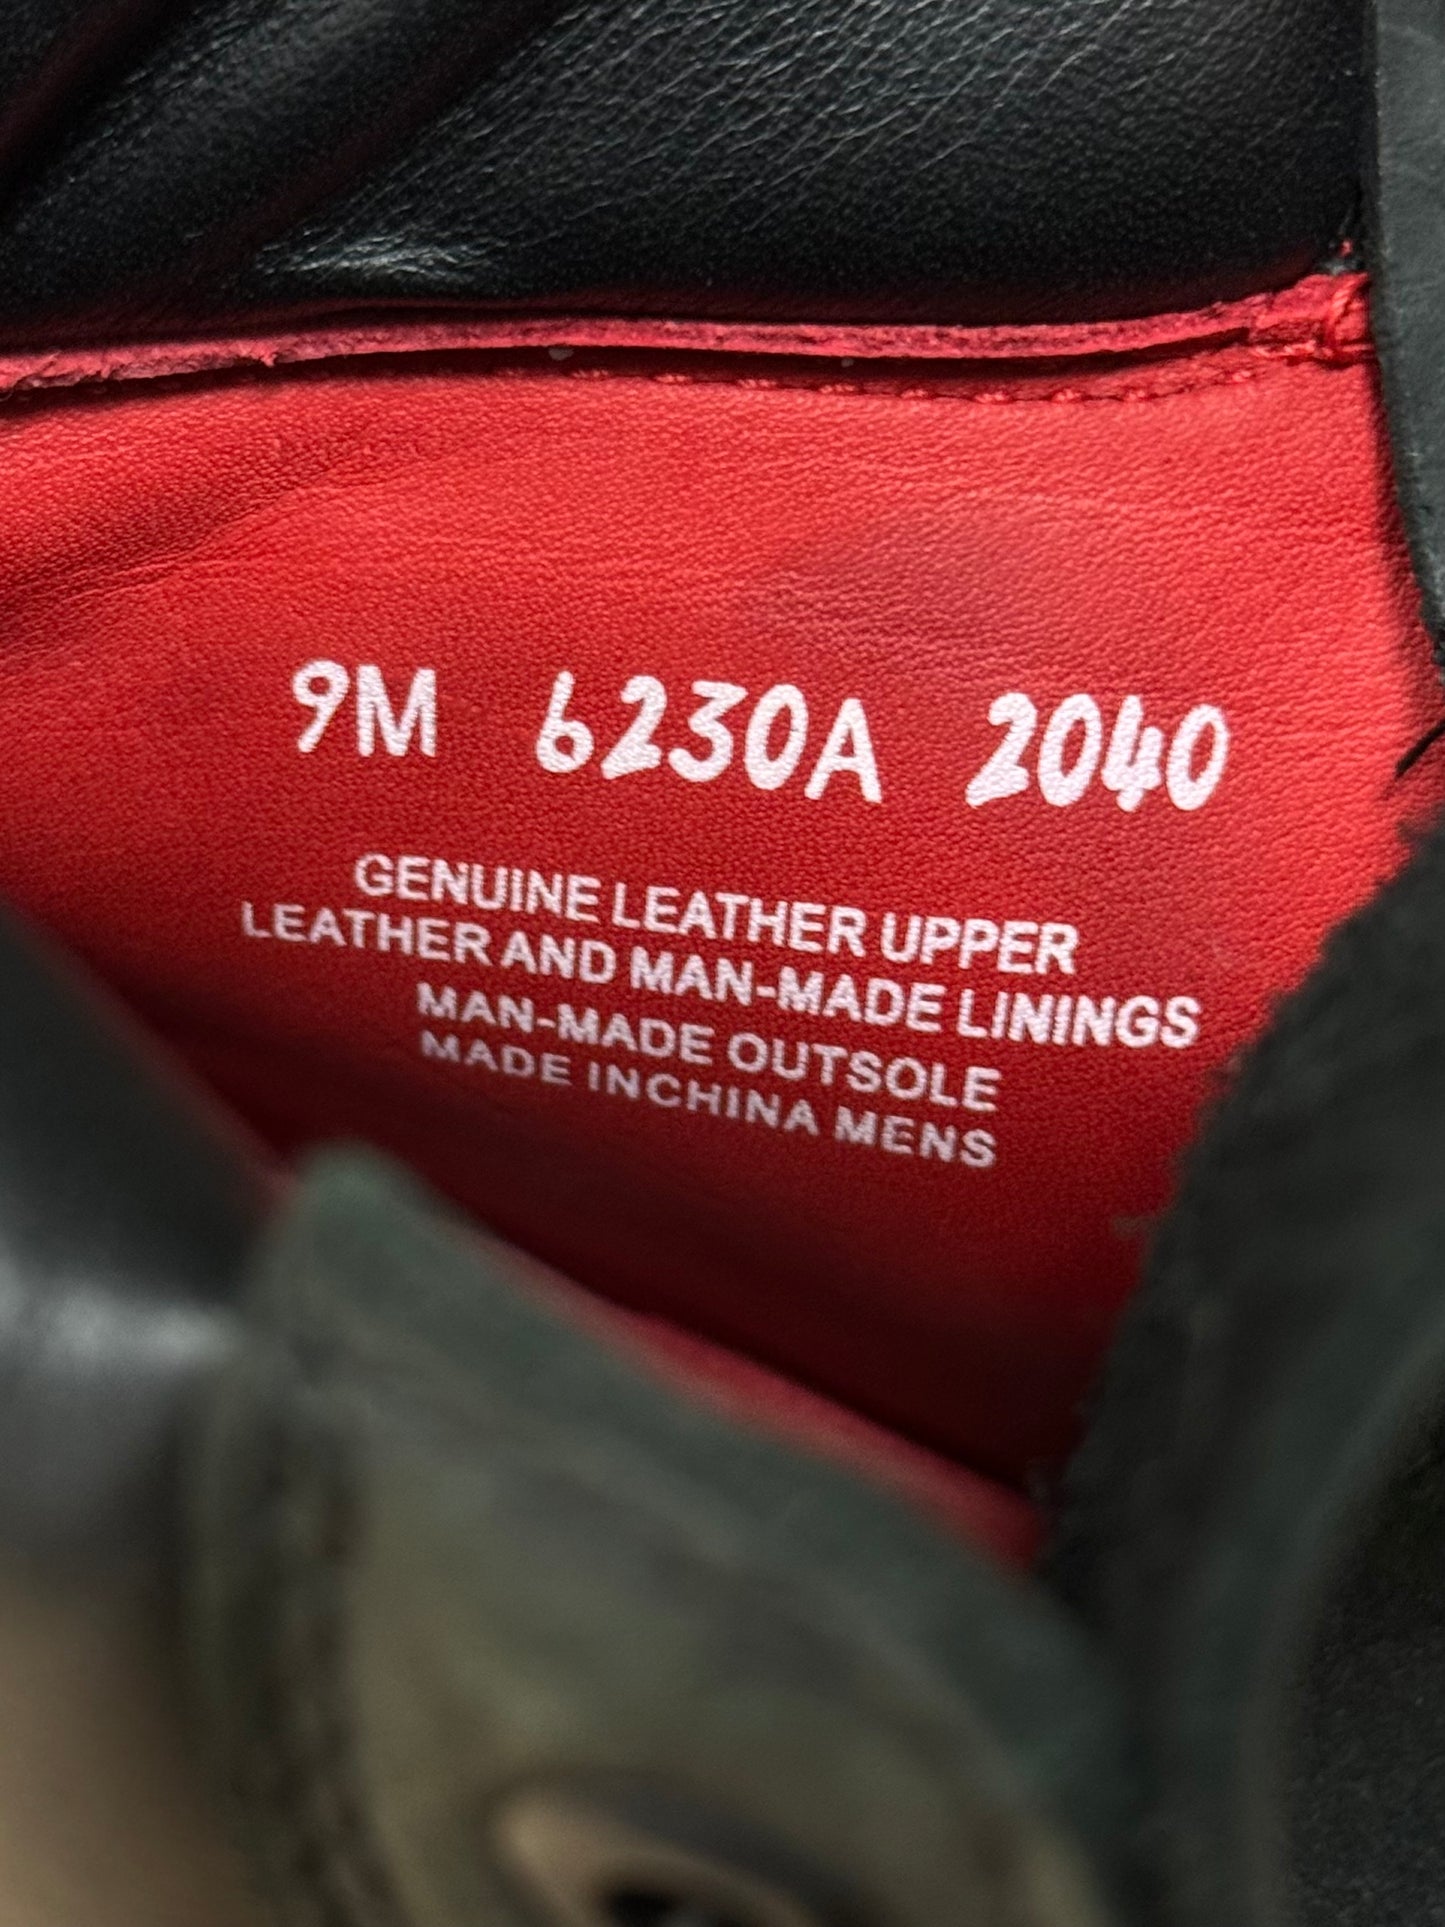 9M 6230A 2040
GENUINE LEATHER UPPER
LEATHER AND MAN-MADE LININGS
MAN-MADE OUTSOLE
MADE INCHINA MENS